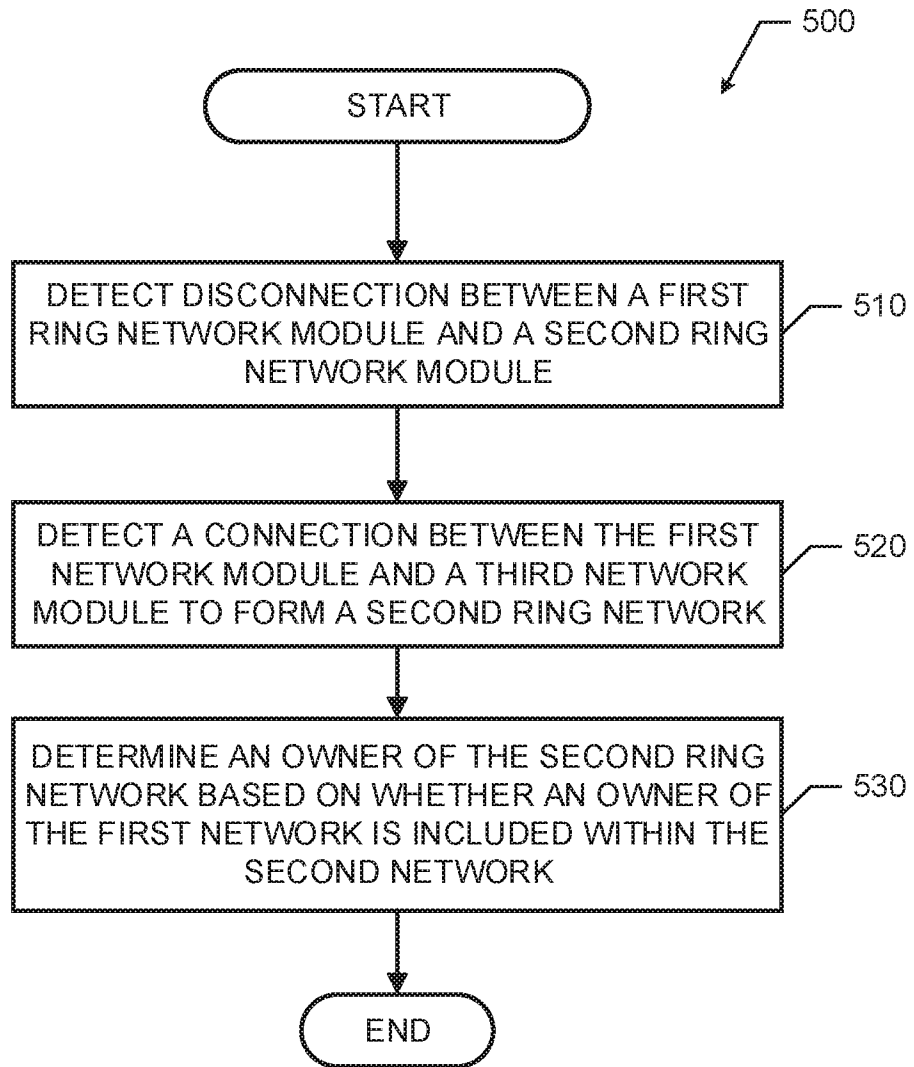 500
START
DETECT DISCONNECTION BETWEEN A FIRST
RING NETWORK MODULE AND A SECOND RING
NETWORK MODULE
510
DETECT A CONNECTION BETWEEN THE FIRST
NETWORK MODULE AND A THIRD NETWORK
MODULE TO FORM A SECOND RING NETWORK
520
DETERMINE AN OWNER OF THE SECOND RING
NETWORK BASED ON WHETHER AN OWNER OF
THE FIRST NETWORK IS INCLUDED WITHIN THE
SECOND NETWORK
530
END